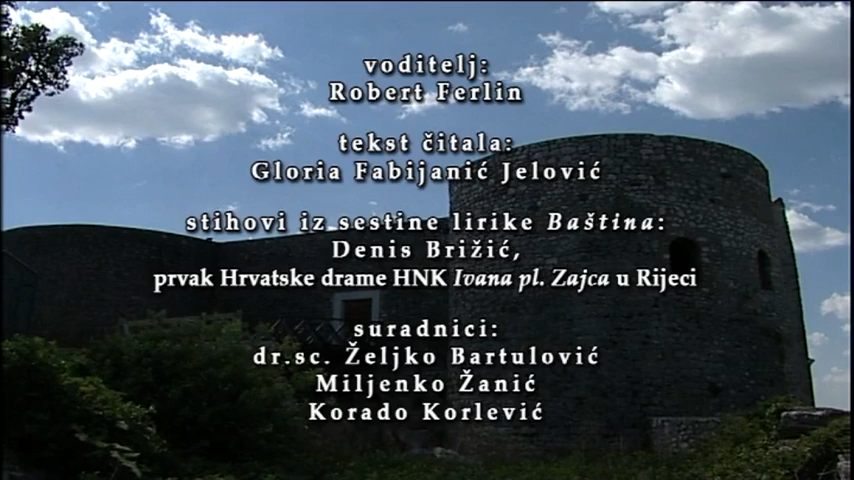 voditelj:
Robert Ferlin
tekst čitala:
Gloria Fabijanić Jelović
stihovi iz sestine lirike Baština:
Denis Brižić,
prvak Hrvatske drame HNK Ivana pl. Zajca u Rijeci
suradnici:
dr.sc. Željko Bartulović
Miljenko Žanić
Korado Korlević